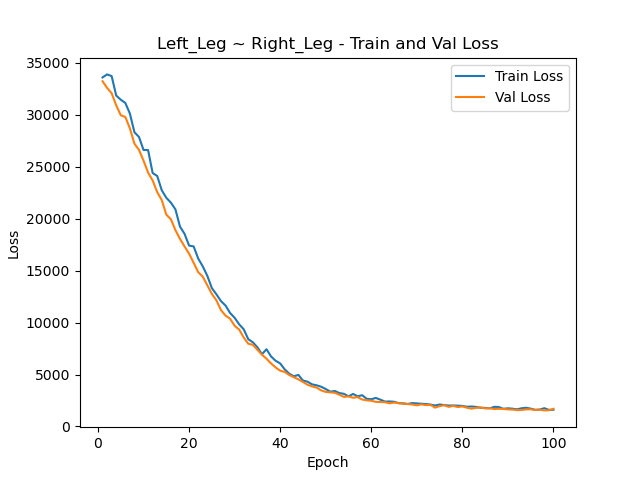 Left_Leg ~ Right_Leg - Train and Val Loss
Train Loss
Val Loss
35000
30000
25000
20000
15000
10000
5000
0
Loss
0 20 40 60 80 100
Epoch